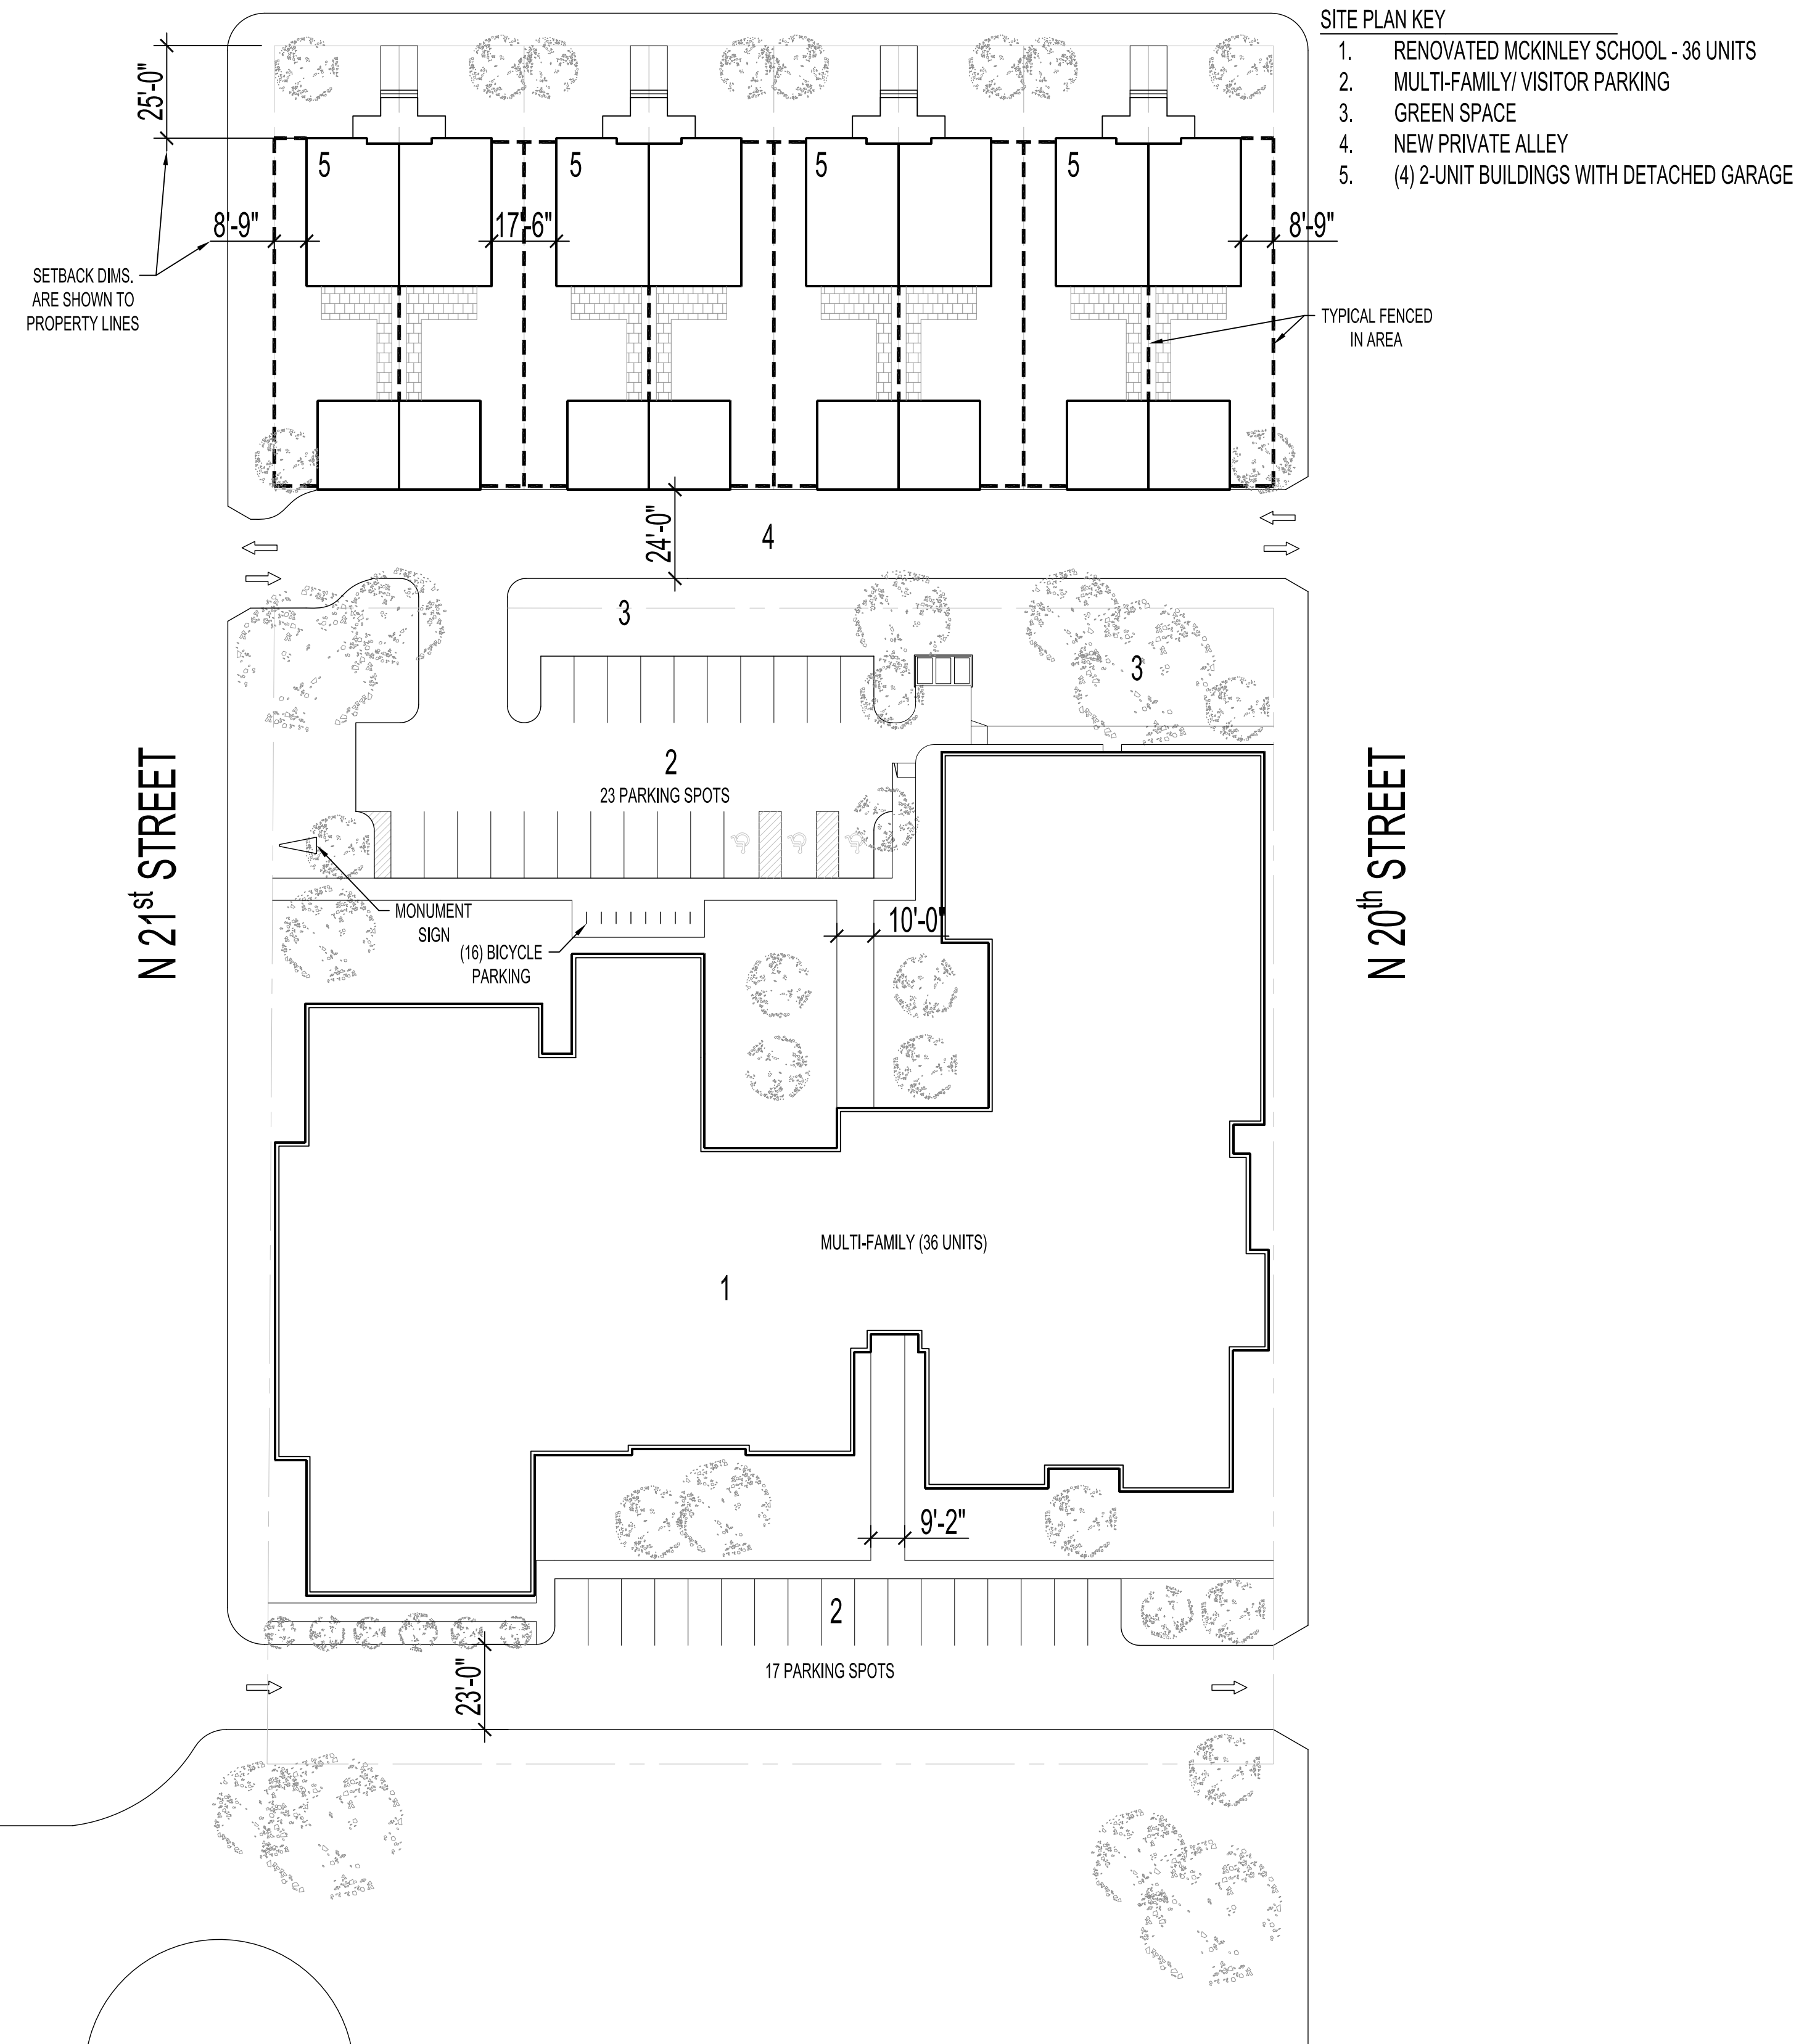 SITE PLAN KEY
1. RENOVATED MCKINLEY SCHOOL - 36 UNITS
2. MULTI-FAMILY/ VISITOR PARKING
3. GREEN SPACE
4. NEW PRIVATE ALLEY
5. (4) 2-UNIT BUILDINGS WITH DETACHED GARAGE
25'-0"
5
5
5
5
8'-9"
17'-6"
8'-9"
SETBACK DIMS.
ARE SHOWN TO
PROPERTY LINES
TYPICAL FENCED
IN AREA
24'-0"
4
3
3
N 21st STREET
N 20th STREET
2
23 PARKING SPOTS
MONUMENT
SIGN
(16) BICYCLE
PARKING
10'-0"
MULTI-FAMILY (36 UNITS)
1
9'-2"
2
17 PARKING SPOTS
23'-0"